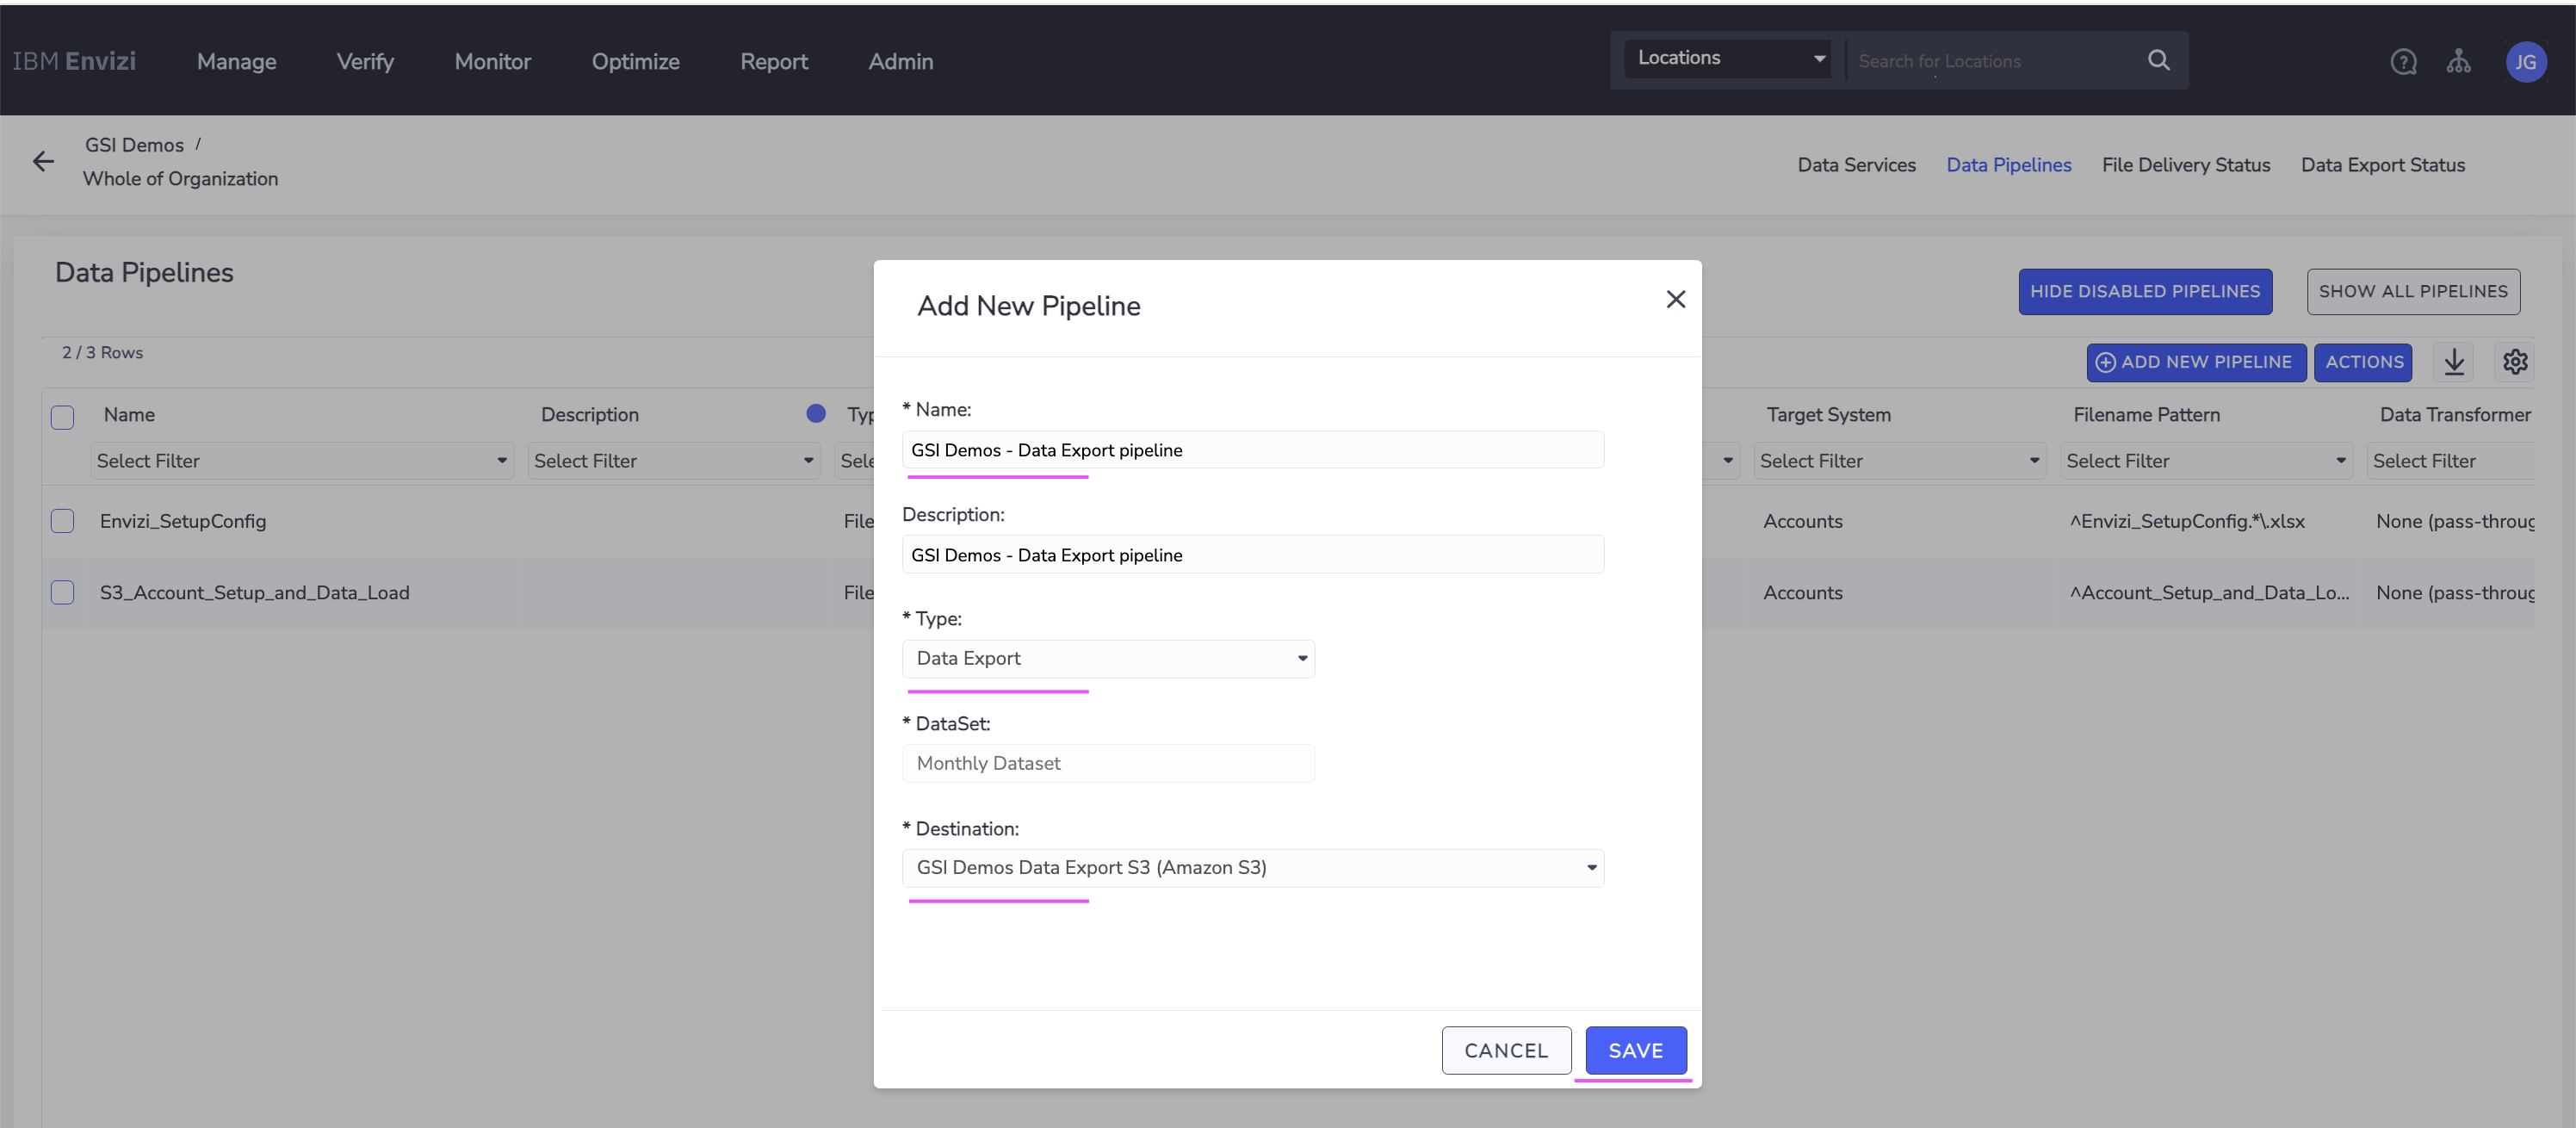 IBM Envizi Manage Verify Monitor Optimize Report Admin Locations Search for Locations JG
GSI Demos /
Whole of Organization
Data Services Data Pipelines File Delivery Status Data Export Status
Data Pipelines
HIDE DISABLED PIPELINES SHOW ALL PIPELINES
2 / 3 Rows
ADD NEW PIPELINE ACTIONS
Name Description Typ Target System Filename Pattern Data Transformer
Select Filter Select Filter Sele Select Filter Select Filter Select Filter
Envizi_SetupConfig File Accounts ^Envizi_SetupConfig.*\.xlsx None (pass-throug
S3_Account_Setup_and_Data_Load File Accounts ^Account_Setup_and_Data_Lo... None (pass-throug
Add New Pipeline
* Name:
GSI Demos - Data Export pipeline
Description:
GSI Demos - Data Export pipeline
* Type:
Data Export
* DataSet:
Monthly Dataset
* Destination:
GSI Demos Data Export S3 (Amazon S3)
CANCEL SAVE